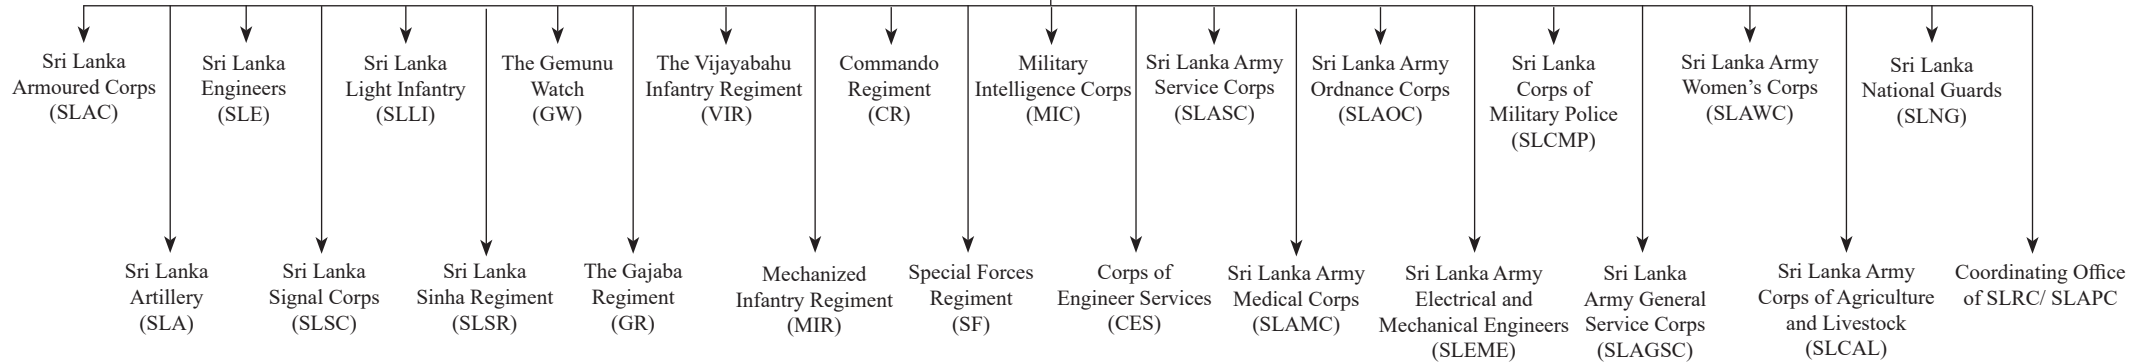 Sri Lanka
Armoured Corps
(SLAC)
Sri Lanka
Engineers
(SLE)
Sri Lanka
Light Infantry
(SLLI)
The Gemunu
Watch
(GW)
The Vijayabahu
Infantry Regiment
(VIR)
Commando
Regiment
(CR)
Military
Intelligence Corps
(MIC)
Sri Lanka Army
Service Corps
(SLASC)
Sri Lanka Army
Ordnance Corps
(SLAOC)
Sri Lanka
Corps of
Military Police
(SLCMP)
Sri Lanka Army
Women’s Corps
(SLAWC)
Sri Lanka
National Guards
(SLNG)
Sri Lanka
Artillery
(SLA)
Sri Lanka
Signal Corps
(SLSC)
Sri Lanka
Sinha Regiment
(SLSR)
The Gajaba
Regiment
(GR)
Mechanized
Infantry Regiment
(MIR)
Special Forces
Regiment
(SF)
Corps of
Engineer Services
(CES)
Sri Lanka Army
Medical Corps
(SLAMC)
Sri Lanka Army
Electrical and
Mechanical Engineers
(SLEME)
Sri Lanka
Army General
Service Corps
(SLAGSC)
Sri Lanka Army
Corps of Agriculture
and Livestock
(SLCAL)
Coordinating Office
of SLRC/ SLAPC